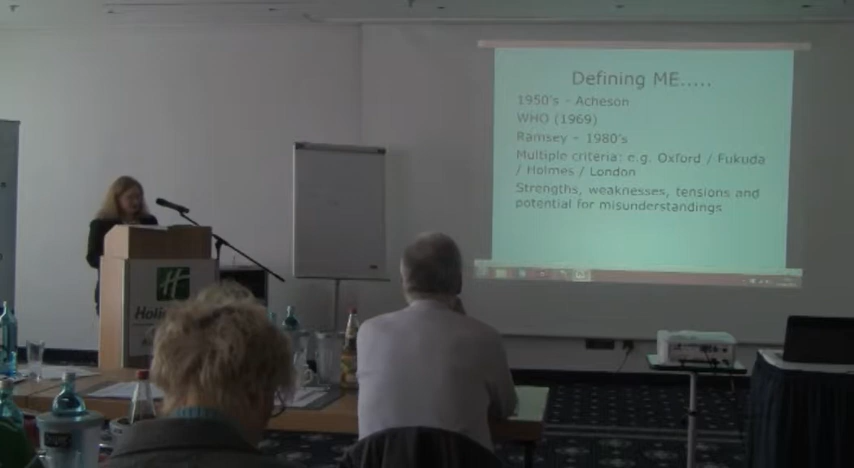 Defining ME.....
1950's - Acheson
WHO (1969)
Ramsey - 1980's
Multiple criteria: e.g. Oxford / Fukuda
/ Holmes / London
Strengths, weaknesses, tensions and
potential for misunderstandings
H